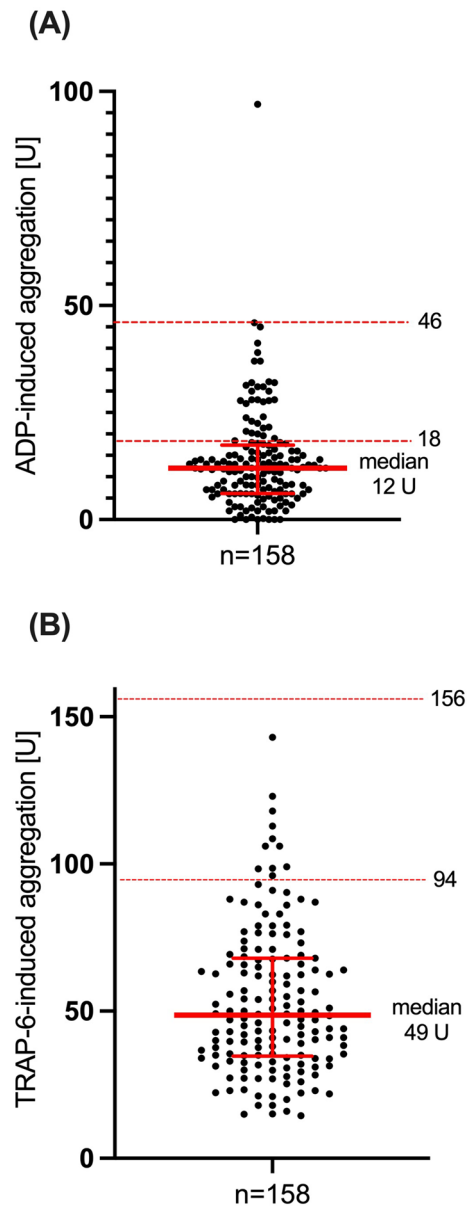 (A)
ADP-induced aggregation [U]
100
50
0
46
18
median
12 U
n=158
(B)
TRAP-6-induced aggregation [U]
150
100
50
0
156
94
median
49 U
n=158